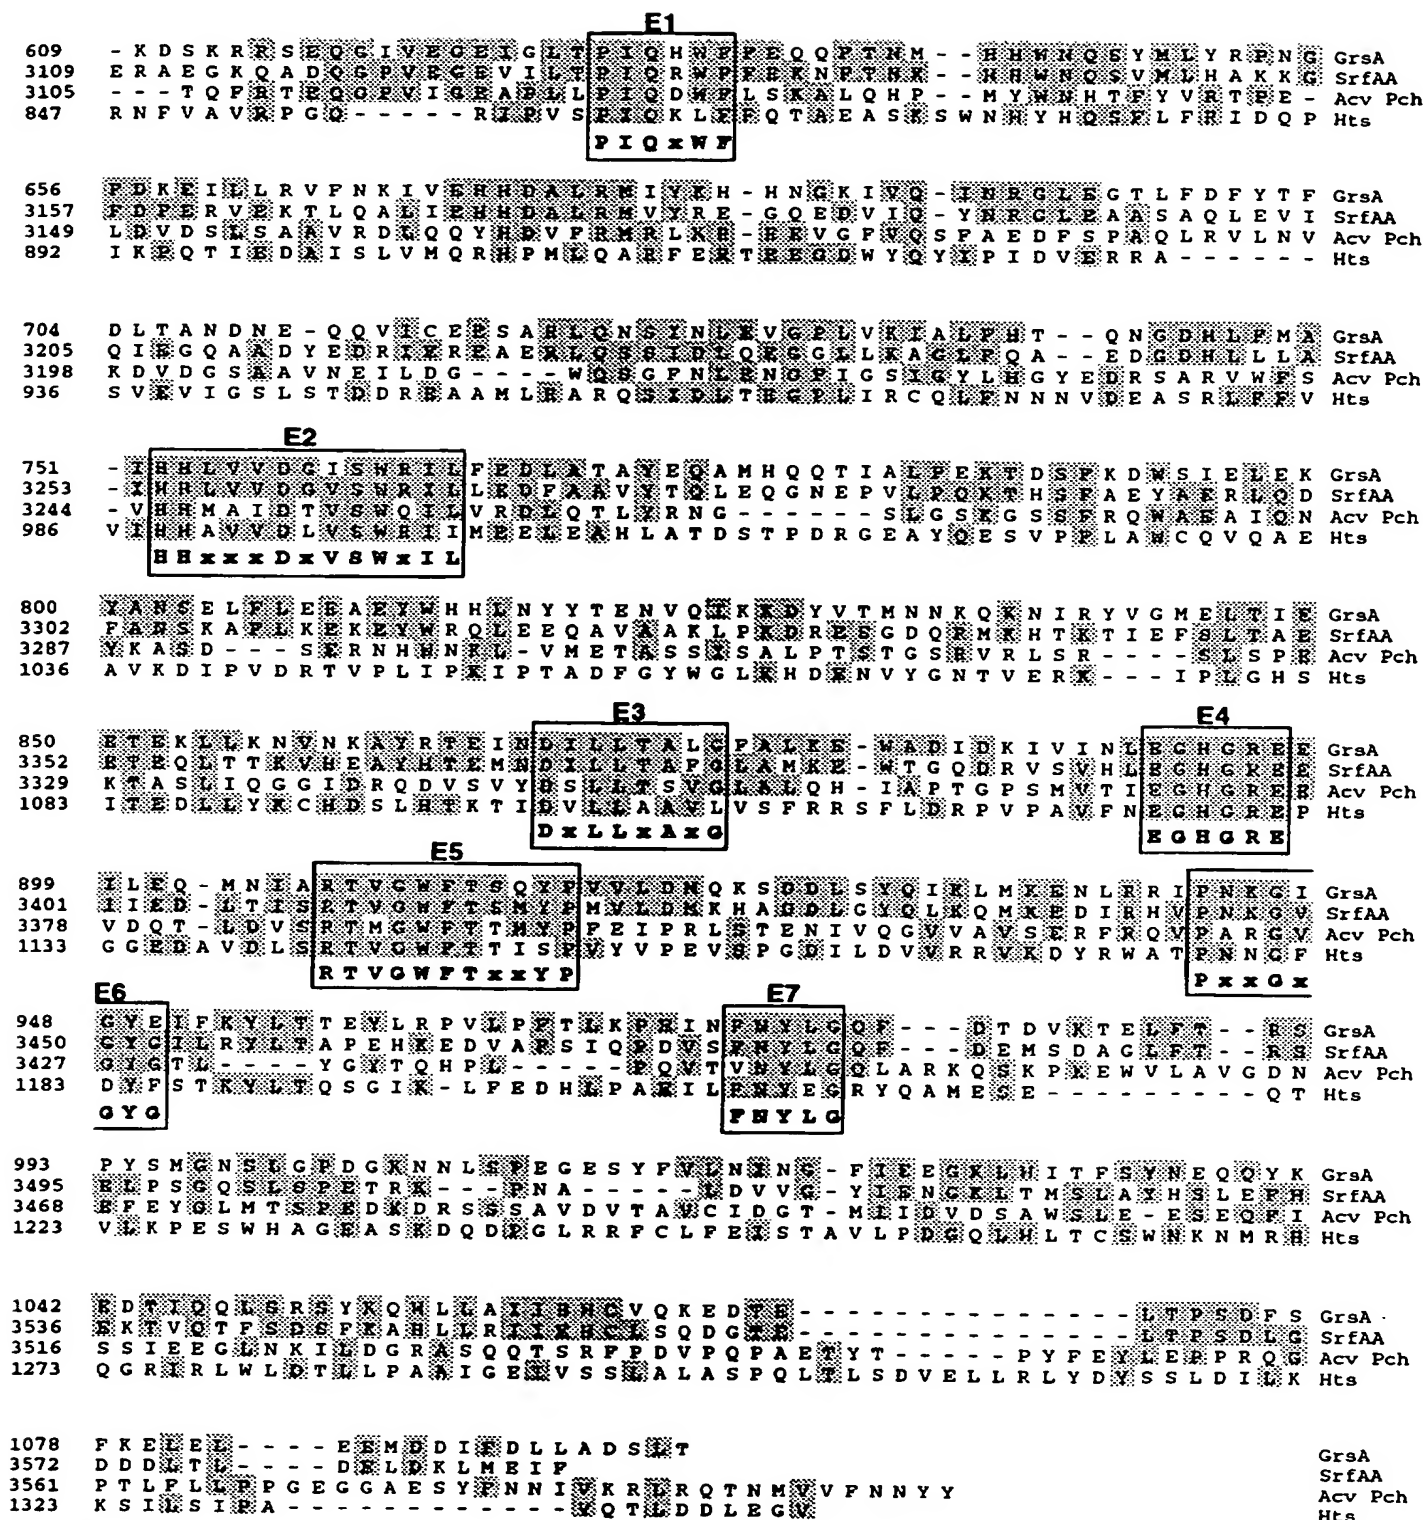 E1
609 - K D S K R R S E Q G I V E G E I G L T P I Q H W F F E Q Q F T N M - - H H W N Q S Y M L Y R P N G GrsA
3109 E R A E G K Q A D Q G P V E G E V I L T P I Q R W F F E K N F T N K - - H H W N Q S V M L H A K K G SrfAA
3105 - - - T Q F R T E Q G P V I G E A P L L P I Q D W F L S K A L Q H P - - M Y W N H T F Y V R T P E - Acv Pch
847 R N F V A V R P G Q - - - - - R I P V S P I Q K L F F Q T A E A S K S W N H Y H Q S F L F R I D Q P Hts
P I Q x W F
656 F D K E I L L R V F N K I V E H H D A L R M I Y K H - H N G K I V Q - I N R G L E G T L F D F Y T F GrsA
3157 F D P E R V E K T L Q A L I E H H D A L R M V Y R E - G Q E D V I Q - Y N R G L E A A S A Q L E V I SrfAA
3149 L D V D S L S A A V R D L Q Q Y H D V F R M R L K R - E E V G F V Q S F A E D F S P A Q L R V L N V Acv Pch
892 I K P Q T I E D A I S L V M Q R H P M L Q A R F E R T E E G D W Y Q Y I P I D V E R R A - - - - - - Hts
704 D L T A N D N E - Q Q V I C E E S A H L Q N S Y N L E V G P L V K I A L F H T - - Q N G D H L F M A GrsA
3205 Q I E G Q A A D Y E D R I E R E A E R L Q S S I D L Q E G G L L K A G L F Q A - - E D G D H L L L A SrfAA
3198 K D V D G S A A V N E I L D G - - - - W Q S G F N L E N G P I G S I G Y L H G Y E D R S A R V W F S Acv Pch
936 S V E V I G S L S T D D R E A A M L R A R Q S I D L T E G P L I R C Q L F N N N V D E A S R L F F V Hts
E2
751 - I H H L V V D G I S W R I L F E D L A T A Y E Q A M H Q Q T I A L P E K T D S F K D W S I E L E K GrsA
3253 - I H H L V V D G V S W R I L L E D F A A V Y T Q L E Q G N E P V L P Q K T H S F A E Y A E R L Q D SrfAA
3244 - V H H M A I D T V S W Q I L V R D L Q T L Y R N G - - - - - - S L G S K G S S F R Q W A E A I Q N Acv Pch
986 V I H H A V V D L V S W R I I M E E L E A H L A T D S T P D R G E A Y Q E S V P F L A W C Q V Q A E Hts
H H x x x D x V S W x I L
800 Y A N S E L F L E E A E Y W H H L N Y Y T E N V Q I K K D Y V T M N N K Q K N I R Y V G M E L T I E GrsA
3302 F A N S K A F L K E K E Y W R Q L E E Q A V A A K L P K D R E S G D Q R M K H T K T I E F S L T A E SrfAA
3287 Y K A S D - - - S E R N H W N K L - V M E T A S S I S A L P T S T G S R V R L S R - - - - S L S P E Acv Pch
1036 A V K D I P V D R T V P L I P K I P T A D F G Y W G L K H D E N V Y G N T V E R K - - - I P L G H S Hts
E3 E4
850 E T E K L L K N V N K A Y R T E I N D I L L T A L G F A L K E - W A D I D K I V I N L E G H G R E E GrsA
3352 E T E Q L T T K V H E A Y H T E M N D I L L T A F G L A M K E - W T G Q D R V S V H L E G H G R E E SrfAA
3329 K T A S L I Q G G I D R Q D V S V Y D S L L T S V G L A L Q H - I A P T G P S M V T I E G H G R E E Acv Pch
1083 I T E D L L Y K C H D S L H T K T I D V L L A A V L V S F R R S F L D R P V P A V F N E G H G R E P Hts
D x L L x A x G E G H G R E
E5
899 I L E Q - M N I A R T V G W F T S Q Y P V V L D M Q K S D D L S Y Q I K L M K E N L R R I P N K G I GrsA
3401 I I E D - L T I S R T V G W F T S M Y P M V L D M K H A D D L G Y Q L K Q M K E D I R H V P N K G V SrfAA
3378 V D Q T - L D V S R T M G W F T T M Y P F E I P R L S T E N I V Q G V V A V S E R F R Q V P A R G V Acv Pch
1133 G G E D A V D L S R T V G W F T T I S P V Y V P E V S P G D I L D V V R R V K D Y R W A T P N N G F Hts
R T V G W F T x x Y P P x x G x
E6 E7
948 G Y E I F K Y L T T E Y L R P V L P F T L K P E I N F N Y L G Q F - - - D T D V K T E L F T - - R S GrsA
3450 G Y G I L R Y L T A P E H K E D V A F S I Q P D V S F N Y L G Q F - - - D E M S D A G L F T - - R S SrfAA
3427 G Y G T L - - - - Y G Y T Q H P L - - - - - P Q V T V N Y L G Q L A R K Q S K P K E W V L A V G D N Acv Pch
1183 D Y F S T K Y L T Q S G I K - L F E D H L P A E I L F N Y E G R Y Q A M E S E - - - - - - - - - Q T Hts
G Y G F N Y L G
993 P Y S M G N S L G P D G K N N L S P E G E S Y F V L N I N G - F I E E G K L H I T F S Y N E Q Q Y K GrsA
3495 E L P S G Q S L S P E T R K - - - P N A - - - - - L D V V G - Y I E N G K L T M S L A Y H S L E F H SrfAA
3468 E F E Y G L M T S P E D K D R S S S A V D V T A V C I D G T - M L I D V D S A W S L E - E S E Q F I Acv Pch
1223 V L K P E S W H A G E A S K D Q D P G L R R F C L F E I S T A V L P D G Q L H L T C S W N K N M R H Hts
1042 E D T I Q Q L S R S Y K Q W L L A I I E H C V Q K E D T E - - - - - - - - - - - - - - L T P S D F S GrsA
3536 E K T V Q T F S D S F K A H L L R I I E H C L S Q D G T E - - - - - - - - - - - - - - L T P S D L G SrfAA
3516 S S I E E G L N K I L D G R A S Q Q T S R F P D V P Q P A E T Y T - - - - - P Y F E Y L E P P R Q G Acv Pch
1273 Q G R I R L W L D T L L P A A I G E T V S S L A L A S P Q L T L S D V E L L R L Y D Y S S L D I L K Hts
1078 F K E L E L - - - - E E M D D I F D L L A D S L T GrsA
3572 D D D L T L - - - - D E L D K L M E I F SrfAA
3561 P T L F L L P P G E G G A E S Y F N N I V K R L R Q T N M V V F N N Y Y Acv Pch
1323 K S I L S I P A - - - - - - - - - - - - V Q T L D D L E G V Hts